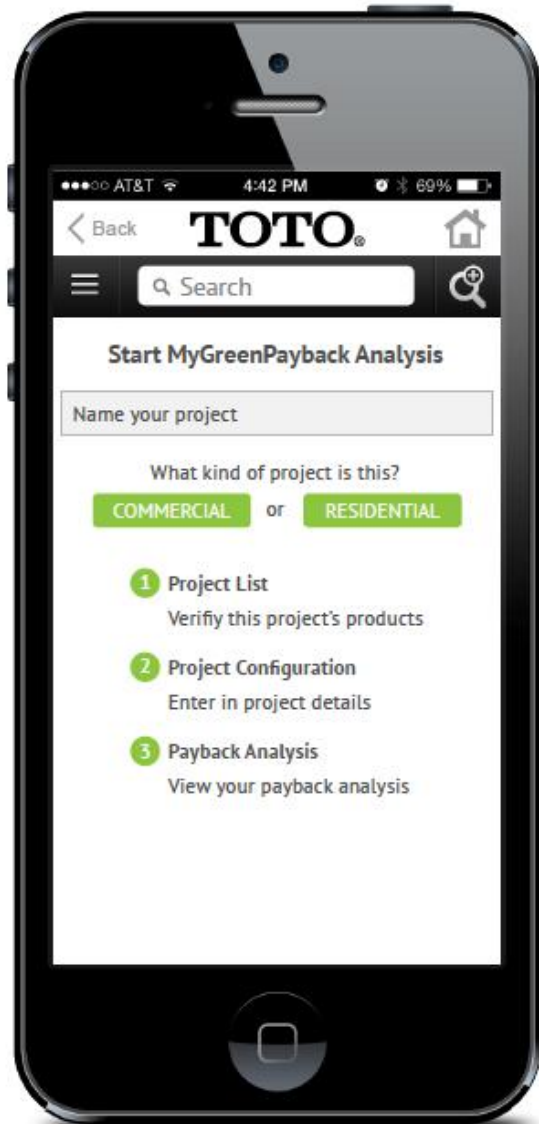 AT&T 4:42 PM 69%
Back TOTO®
Search
Start MyGreenPayback Analysis
Name your project
What kind of project is this?
COMMERCIAL or RESIDENTIAL
1 Project List
Verifiy this project's products
2 Project Configuration
Enter in project details
3 Payback Analysis
View your payback analysis